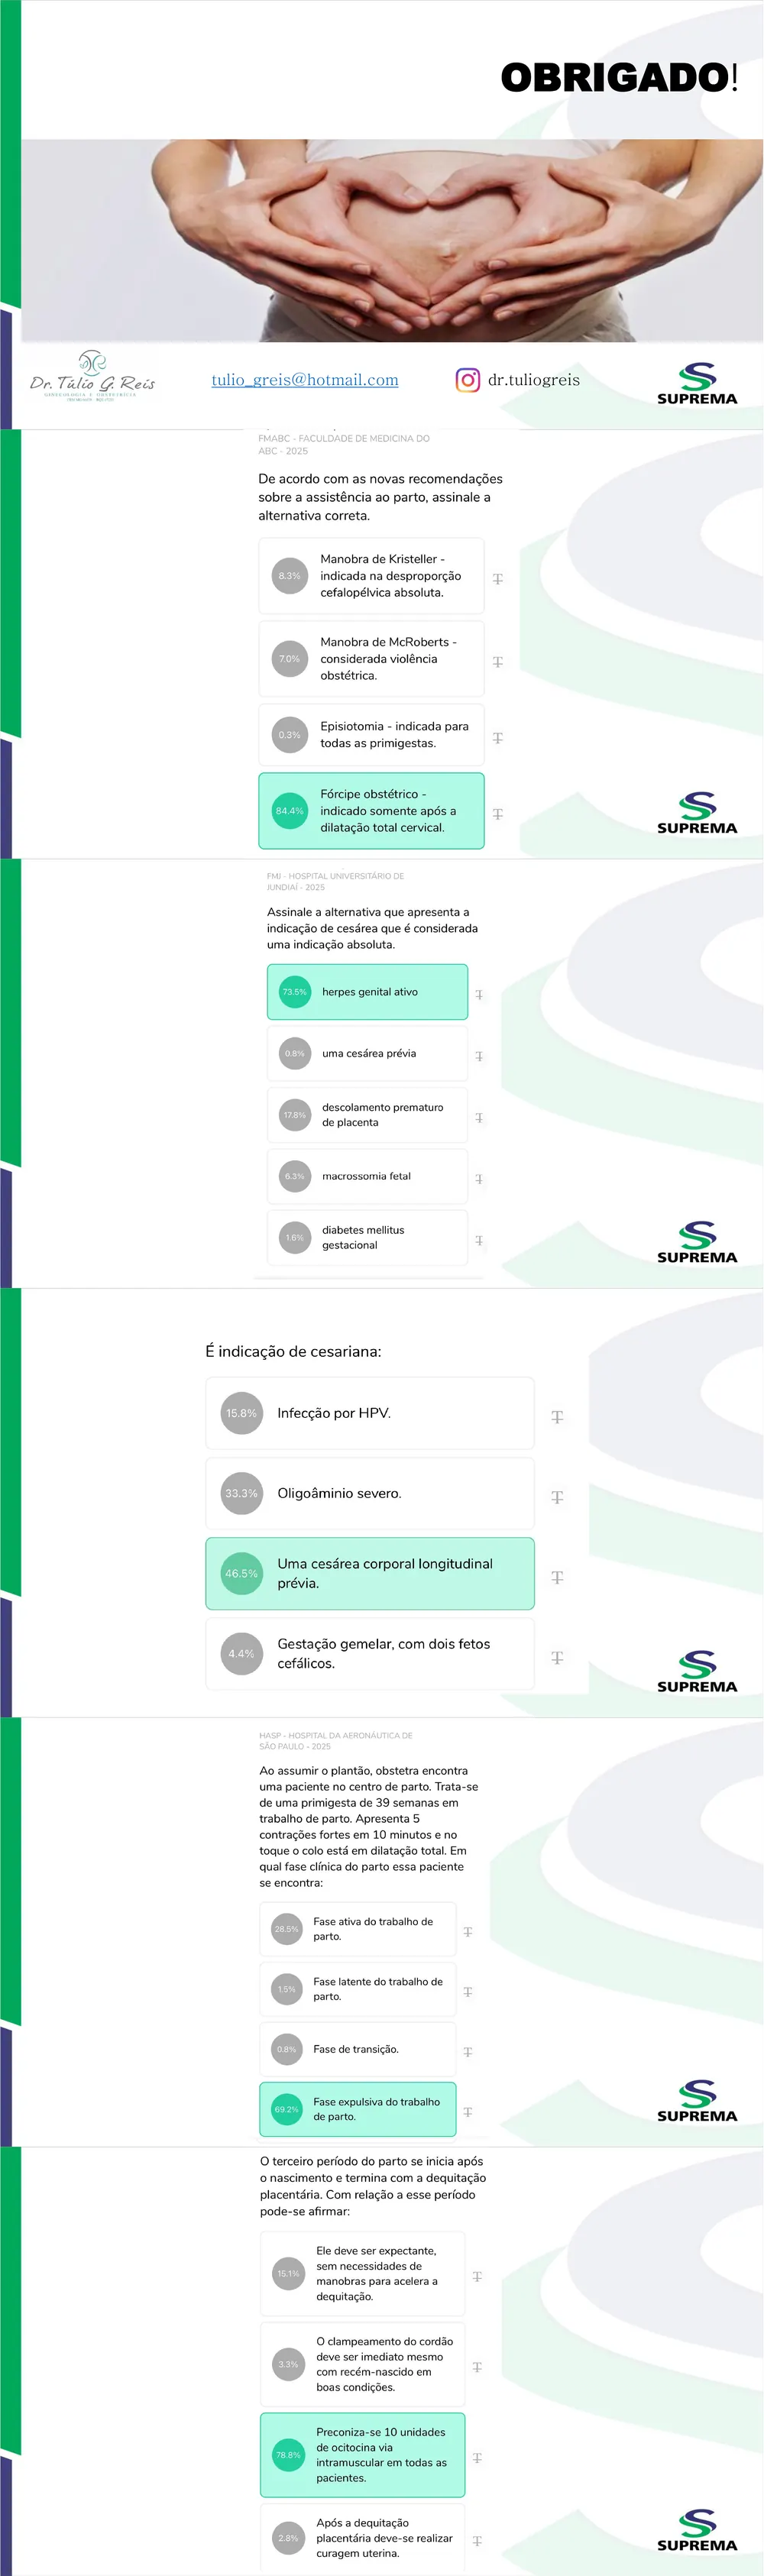 OBRIGADO!
Dr. Túlio G. Reis
GINECOLOGIA E OBSTETRÍCIA
tulio_greis@hotmail.com
dr.tuliogreis
SUPREMA
FMABC - FACULDADE DE MEDICINA DO
ABC - 2025
De acordo com as novas recomendações
sobre a assistência ao parto, assinale a
alternativa correta.
8.3%
Manobra de Kristeller -
indicada na desproporção
cefalopélvica absoluta.
7.0%
Manobra de McRoberts -
considerada violência
obstétrica.
0.3%
Episiotomia - indicada para
todas as primigestas.
84.4%
Fórcipe obstétrico -
indicado somente após a
dilatação total cervical.
SUPREMA
FMJ - HOSPITAL UNIVERSITÁRIO DE
JUNDIAÍ - 2025
Assinale a alternativa que apresenta a
indicação de cesárea que é considerada
uma indicação absoluta.
73.5%
herpes genital ativo
0.8%
uma cesárea prévia
17.8%
descolamento prematuro
de placenta
6.3%
macrossomia fetal
1.6%
diabetes mellitus
gestacional
SUPREMA
É indicação de cesariana:
15.8%
Infecção por HPV.
33.3%
Oligoâminio severo.
46.5%
Uma cesárea corporal longitudinal
prévia.
4.4%
Gestação gemelar, com dois fetos
cefálicos.
SUPREMA
HASP - HOSPITAL DA AERONÁUTICA DE
SÃO PAULO - 2025
Ao assumir o plantão, obstetra encontra
uma paciente no centro de parto. Trata-se
de uma primigesta de 39 semanas em
trabalho de parto. Apresenta 5
contrações fortes em 10 minutos e no
toque o colo está em dilatação total. Em
qual fase clínica do parto essa paciente
se encontra:
28.5%
Fase ativa do trabalho de
parto.
1.5%
Fase latente do trabalho de
parto.
0.8%
Fase de transição.
69.2%
Fase expulsiva do trabalho
de parto.
SUPREMA
O terceiro período do parto se inicia após
o nascimento e termina com a dequitação
placentária. Com relação a esse período
pode-se afirmar:
15.1%
Ele deve ser expectante,
sem necessidades de
manobras para acelera a
dequitação.
3.3%
O clampeamento do cordão
deve ser imediato mesmo
com recém-nascido em
boas condições.
78.8%
Preconiza-se 10 unidades
de ocitocina via
intramuscular em todas as
pacientes.
2.8%
Após a dequitação
placentária deve-se realizar
curagem uterina.
SUPREMA